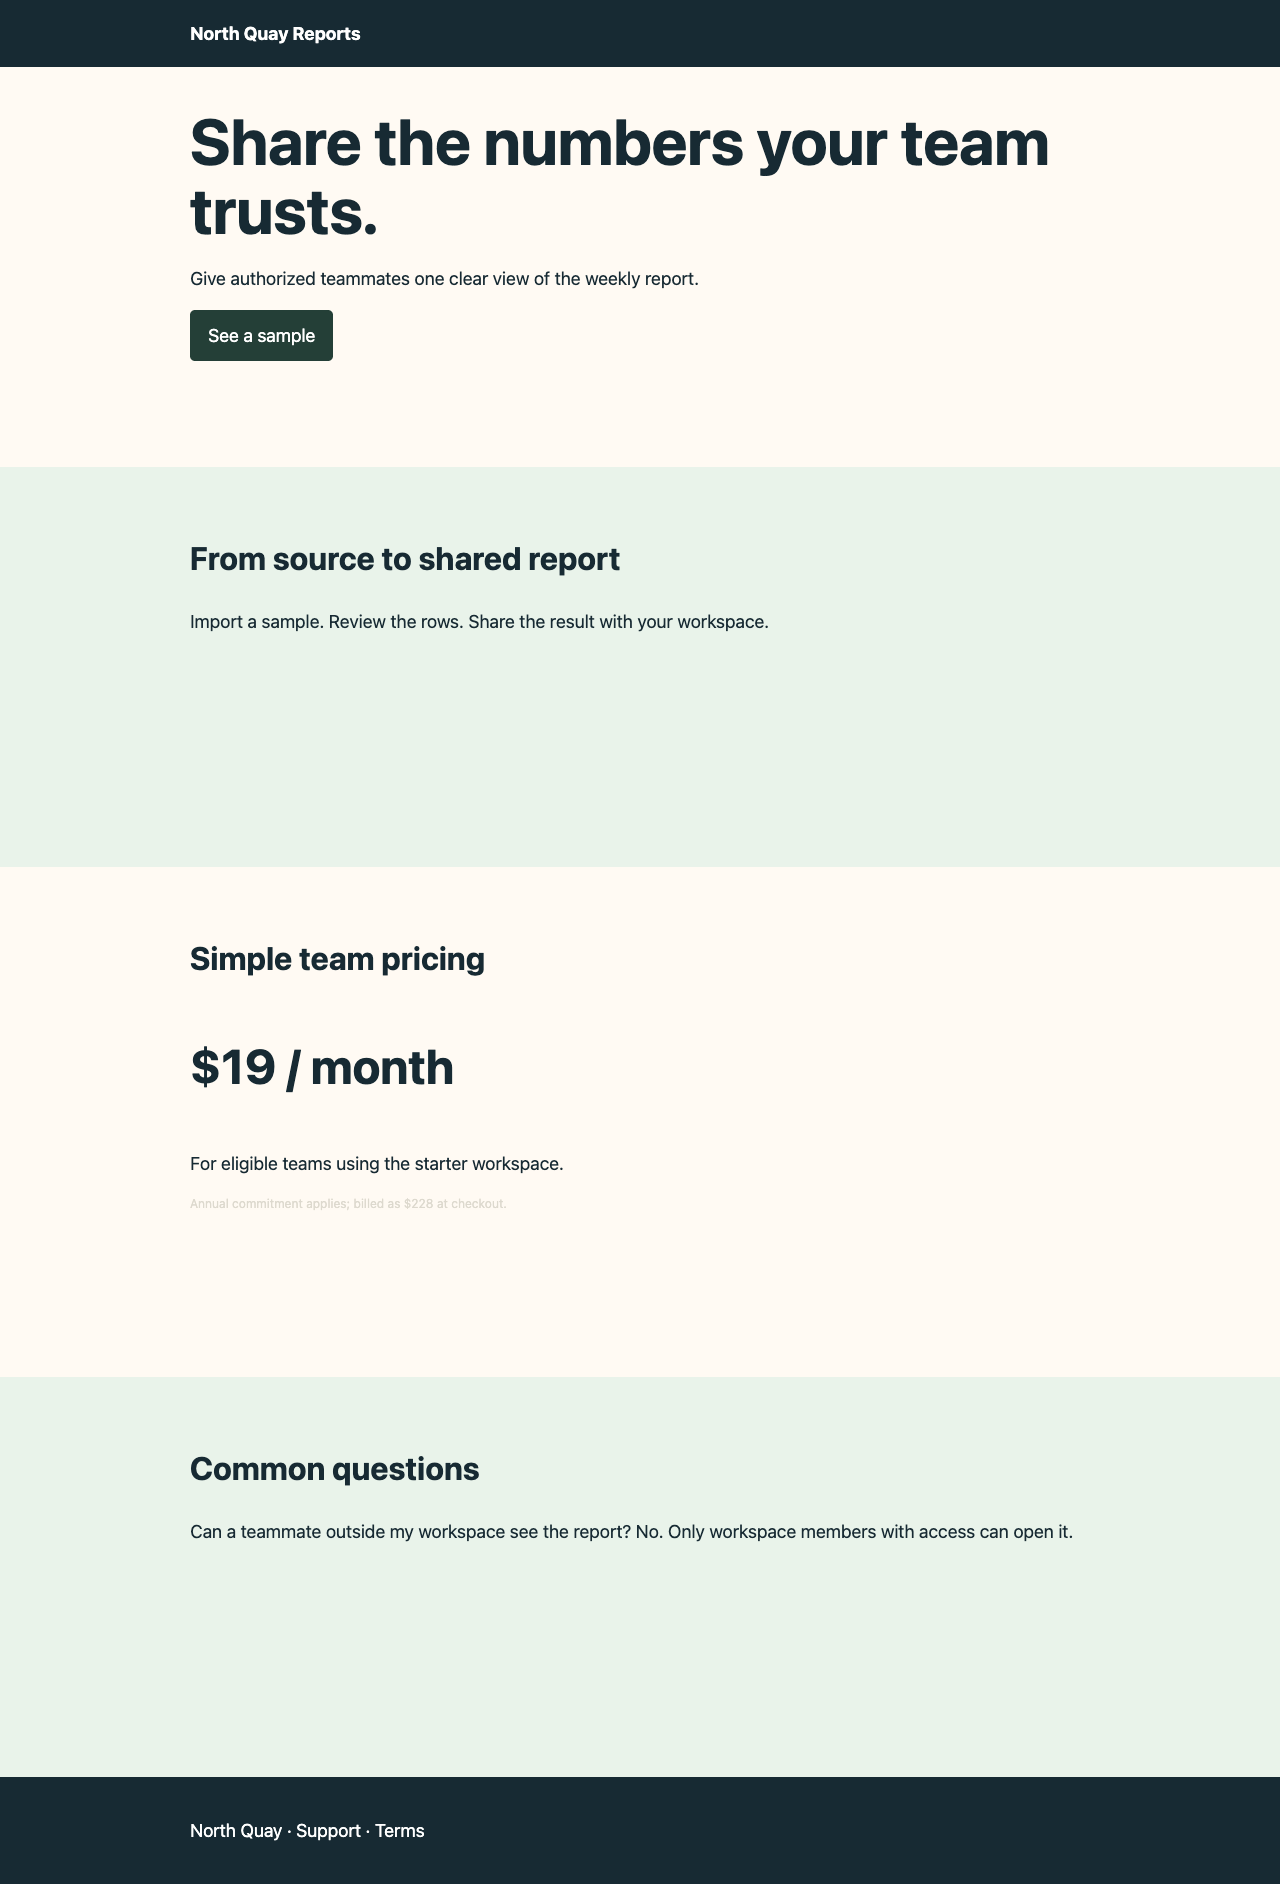 North Quay Reports
Share the numbers your team
trusts.
Give authorized teammates one clear view of the weekly report.
See a sample
From source to shared report
Import a sample. Review the rows. Share the result with your workspace.
Simple team pricing
$19 / month
For eligible teams using the starter workspace.
Annual commitment applies; billed as $228 at checkout.
Common questions
Can a teammate outside my workspace see the report? No. Only workspace members with access can open it.
North Quay · Support · Terms